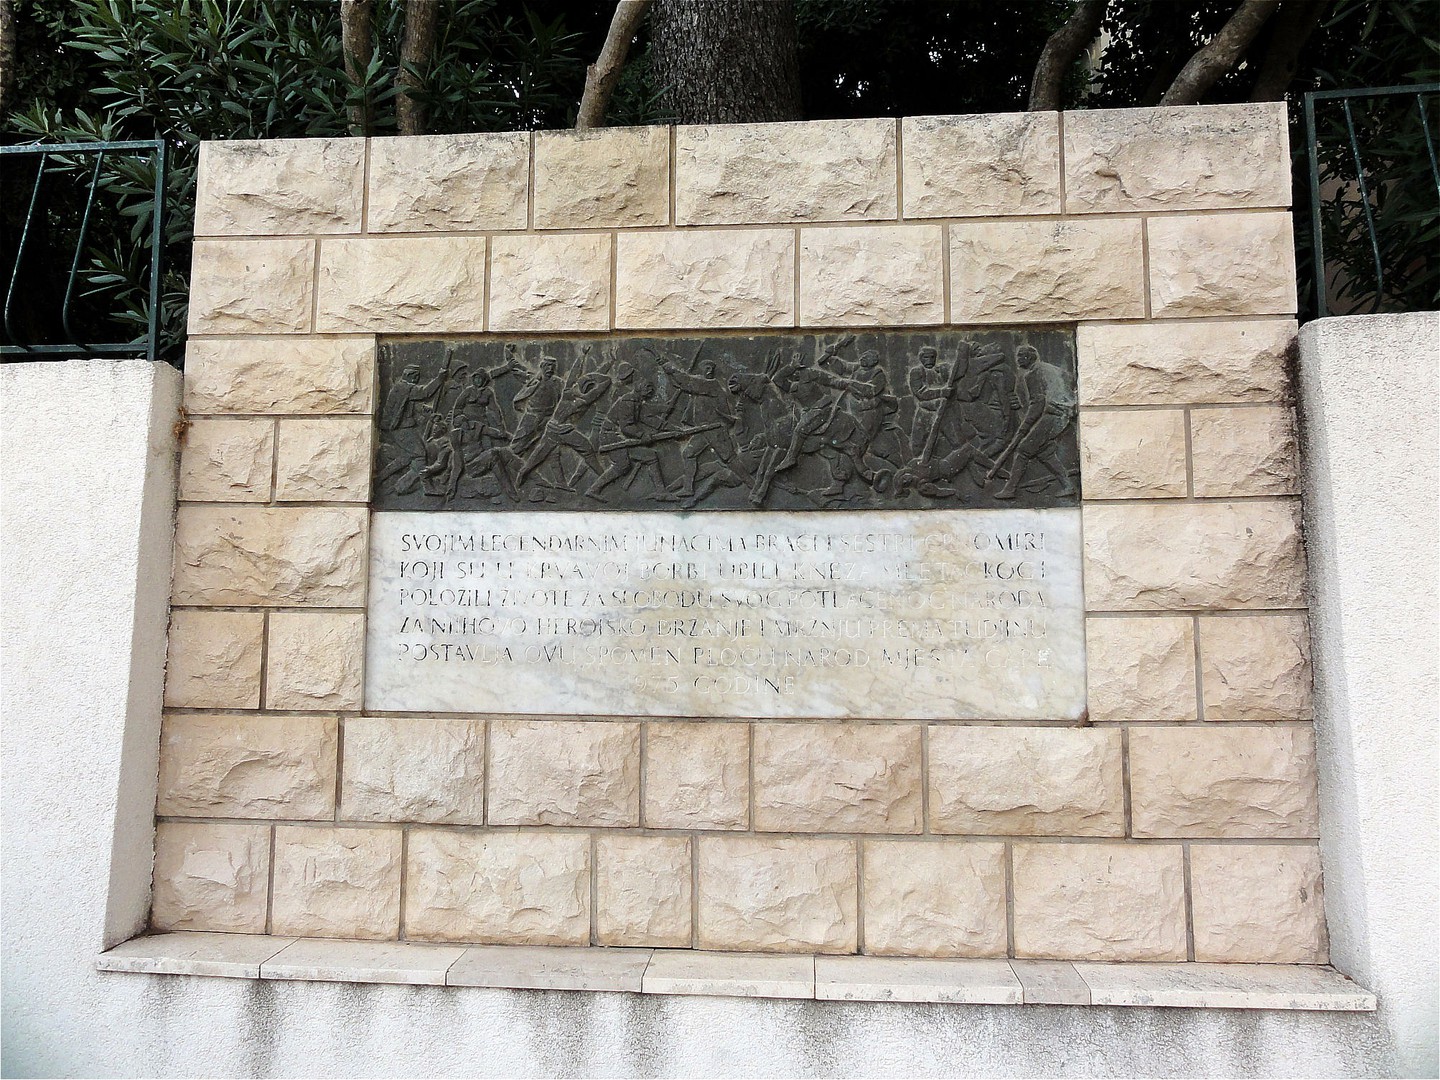 SVOJIM LEGENDARNIM JUNACIMA BRAĆI I SESTRI CRNOMIRI
KOJI SU U KRVAVOJ BORBI UBILI KNEZA MLETAČKOG I
POLOŽILI ŽIVOTE ZA SLOBODU SVOG POTLAČENOG NARODA
ZA NJIHOVO HEROJSKO DRŽANJE I MRŽNJU PREMA TUĐINU
POSTAVLJA OVU SPOMEN PLOČU NAROD MJESTA
1975 GODINE